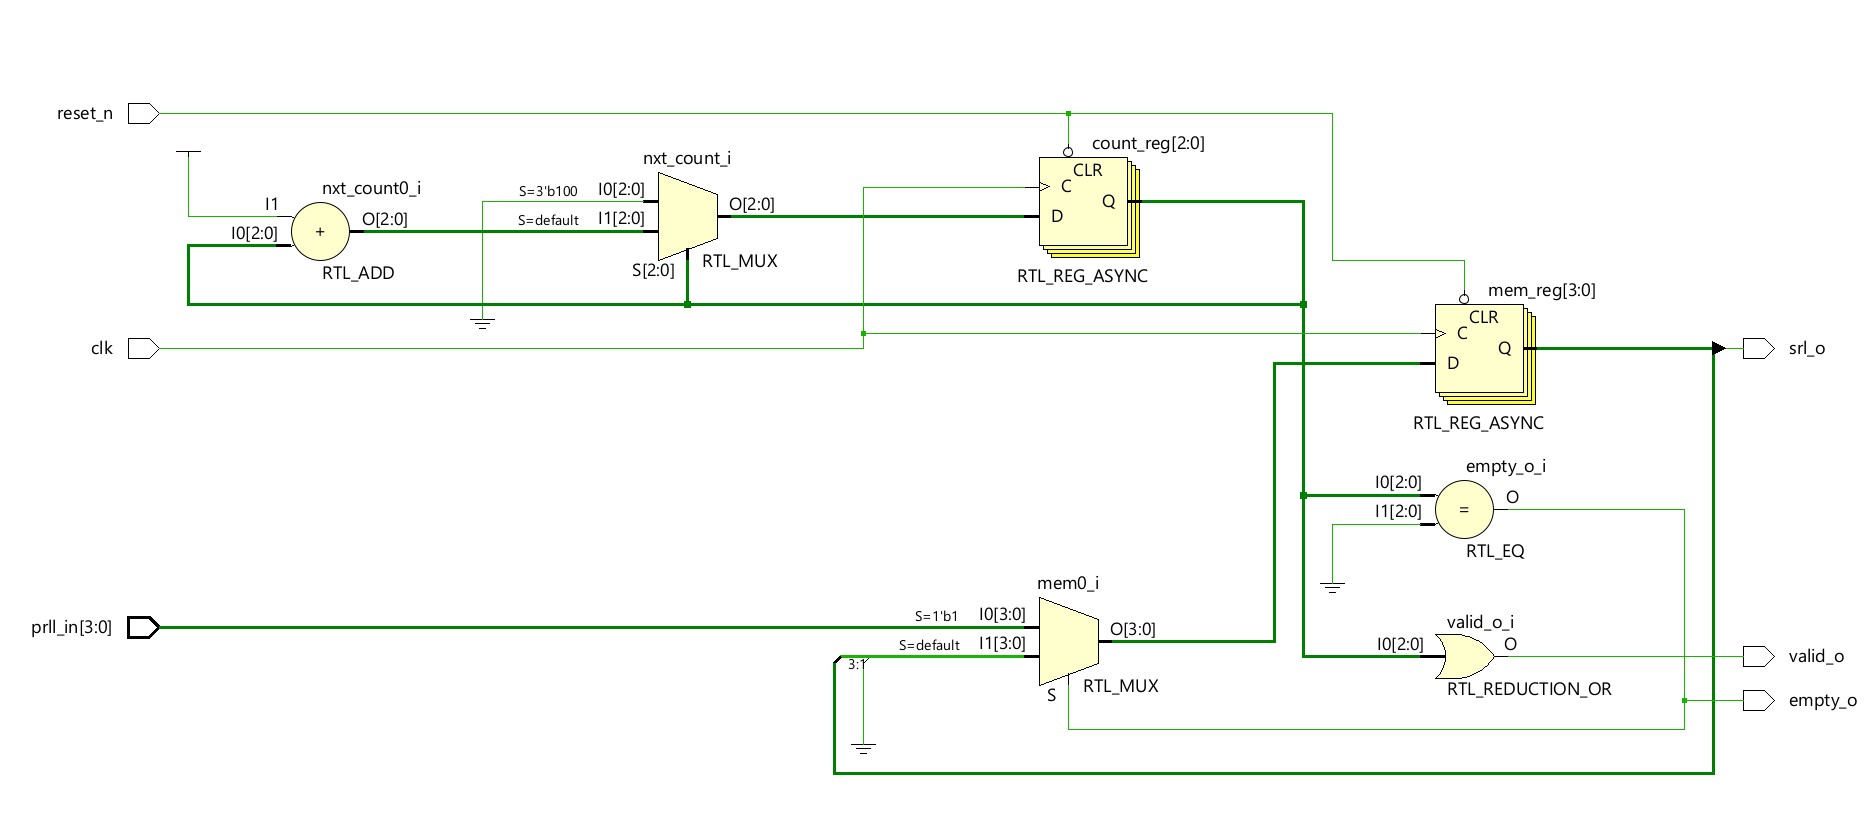 reset_n
count_reg[2:0]
CLR
C
D
Q
RTL_REG_ASYNC
nxt_count_i
S=3'b100
I0[2:0]
S=default
I1[2:0]
O[2:0]
S[2:0]
RTL_MUX
nxt_count0_i
I1
I0[2:0]
O[2:0]
+
RTL_ADD
mem_reg[3:0]
CLR
C
D
Q
RTL_REG_ASYNC
clk
srl_o
empty_o_i
I0[2:0]
I1[2:0]
=
O
RTL_EQ
mem0_i
S=1'b1
I0[3:0]
S=default
I1[3:0]
3:1
O[3:0]
S
RTL_MUX
prll_in[3:0]
valid_o_i
I0[2:0]
O
RTL_REDUCTION_OR
valid_o
empty_o